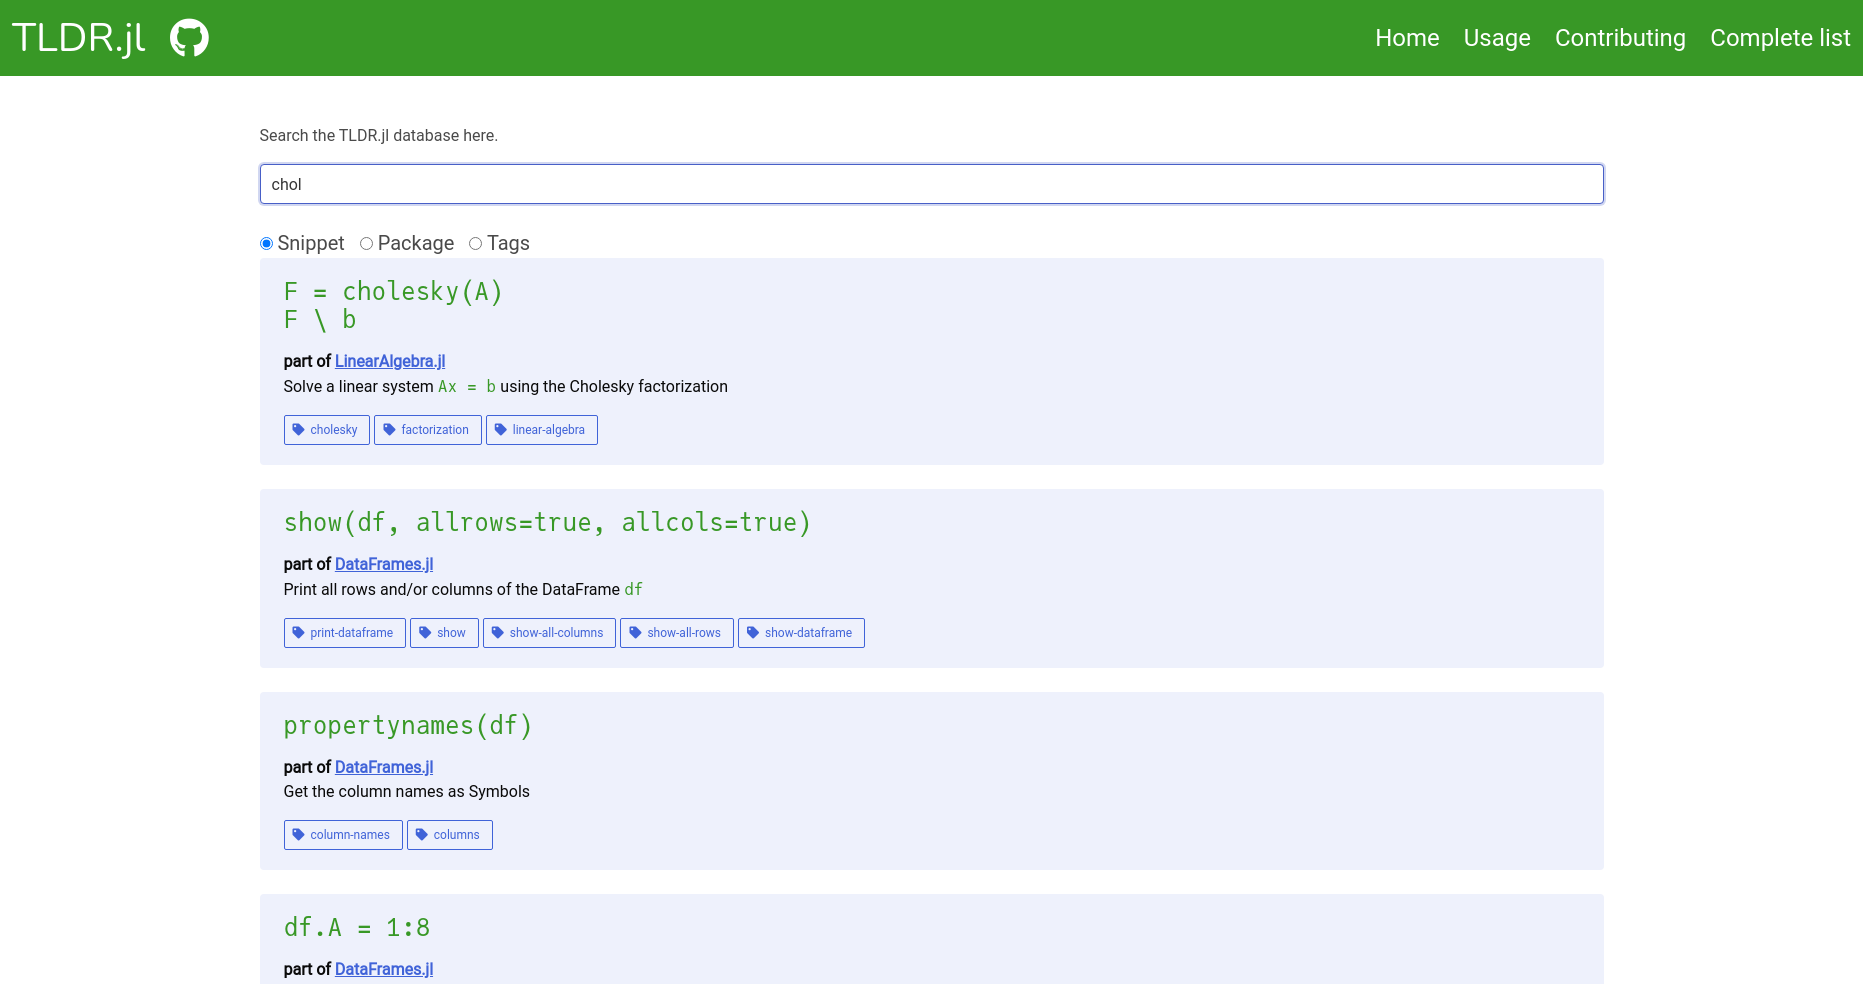 TLDR.jl Home Usage Contributing Complete list
Search the TLDR.jl database here.
chol
Snippet Package Tags
F = cholesky(A)
F \ b
part of LinearAlgebra.jl
Solve a linear system Ax = b using the Cholesky factorization
cholesky factorization linear-algebra
show(df, allrows=true, allcols=true)
part of DataFrames.jl
Print all rows and/or columns of the DataFrame df
print-dataframe show show-all-columns show-all-rows show-dataframe
propertynames(df)
part of DataFrames.jl
Get the column names as Symbols
column-names columns
df.A = 1:8
part of DataFrames.jl